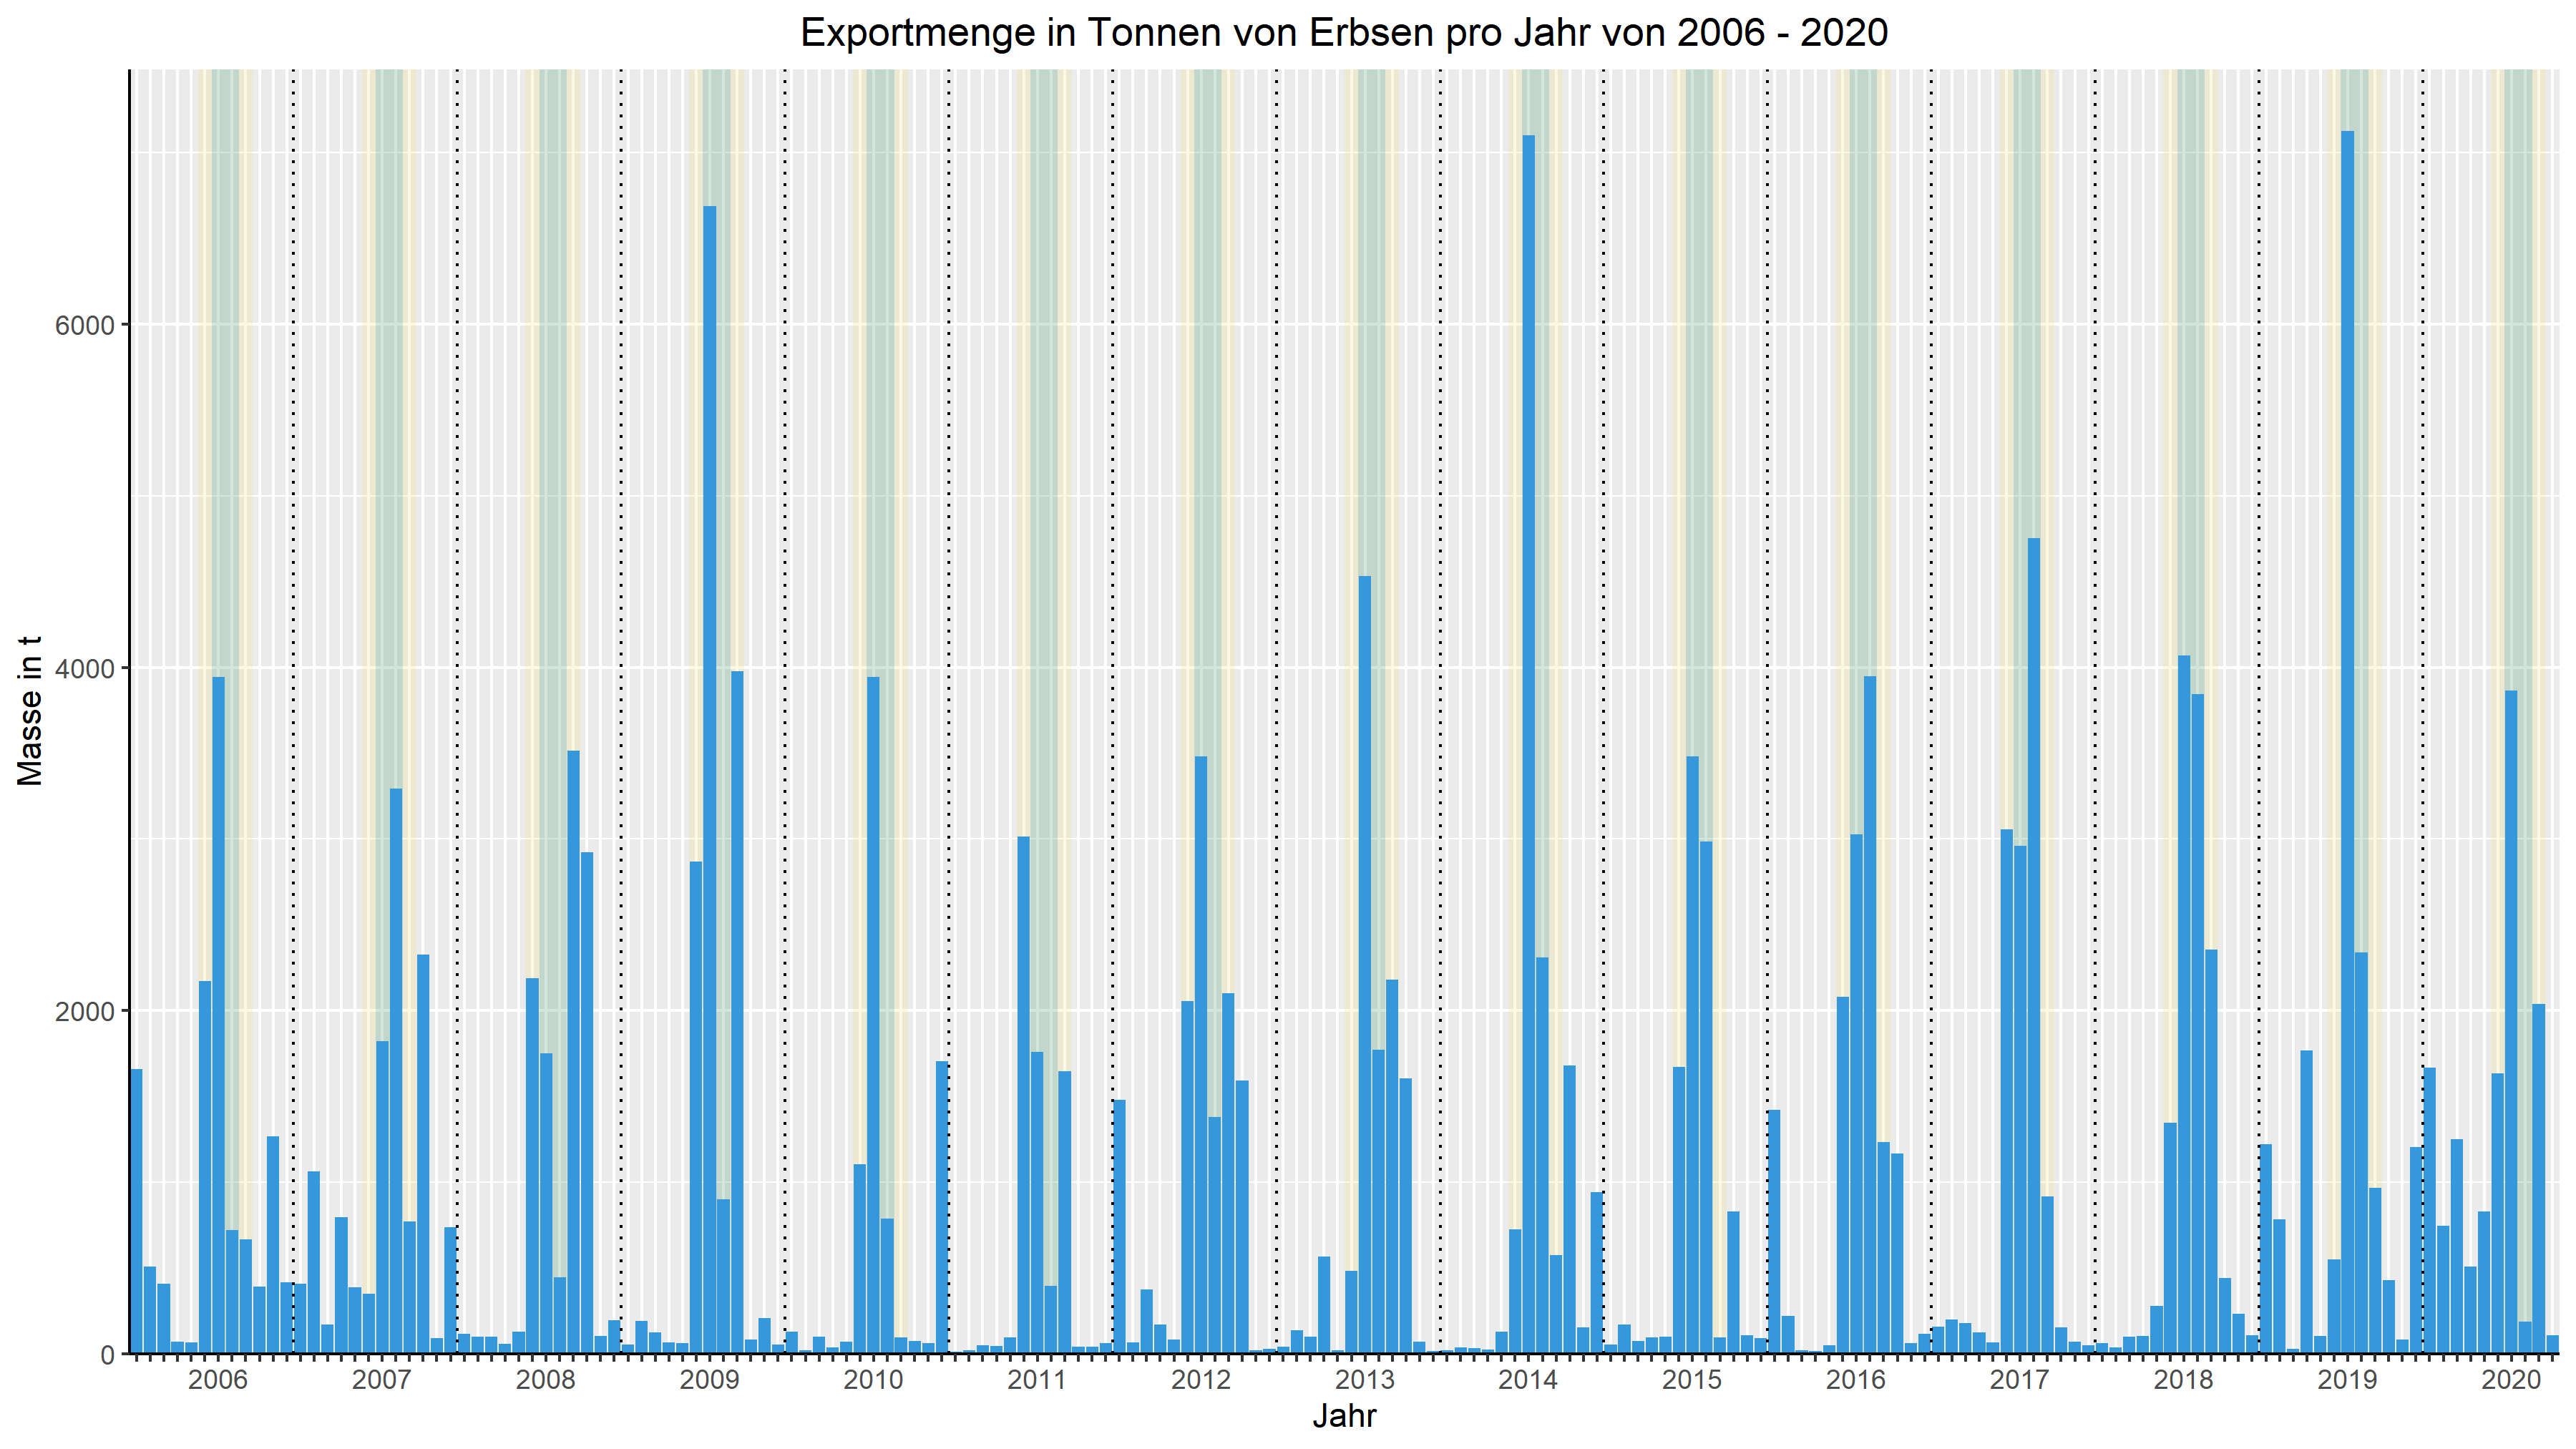 Exportmenge in Tonnen von Erbsen pro Jahr von 2006 - 2020
Masse in t
6000
4000
2000
0
2006 2007 2008 2009 2010 2011 2012 2013 2014 2015 2016 2017 2018 2019 2020
Jahr